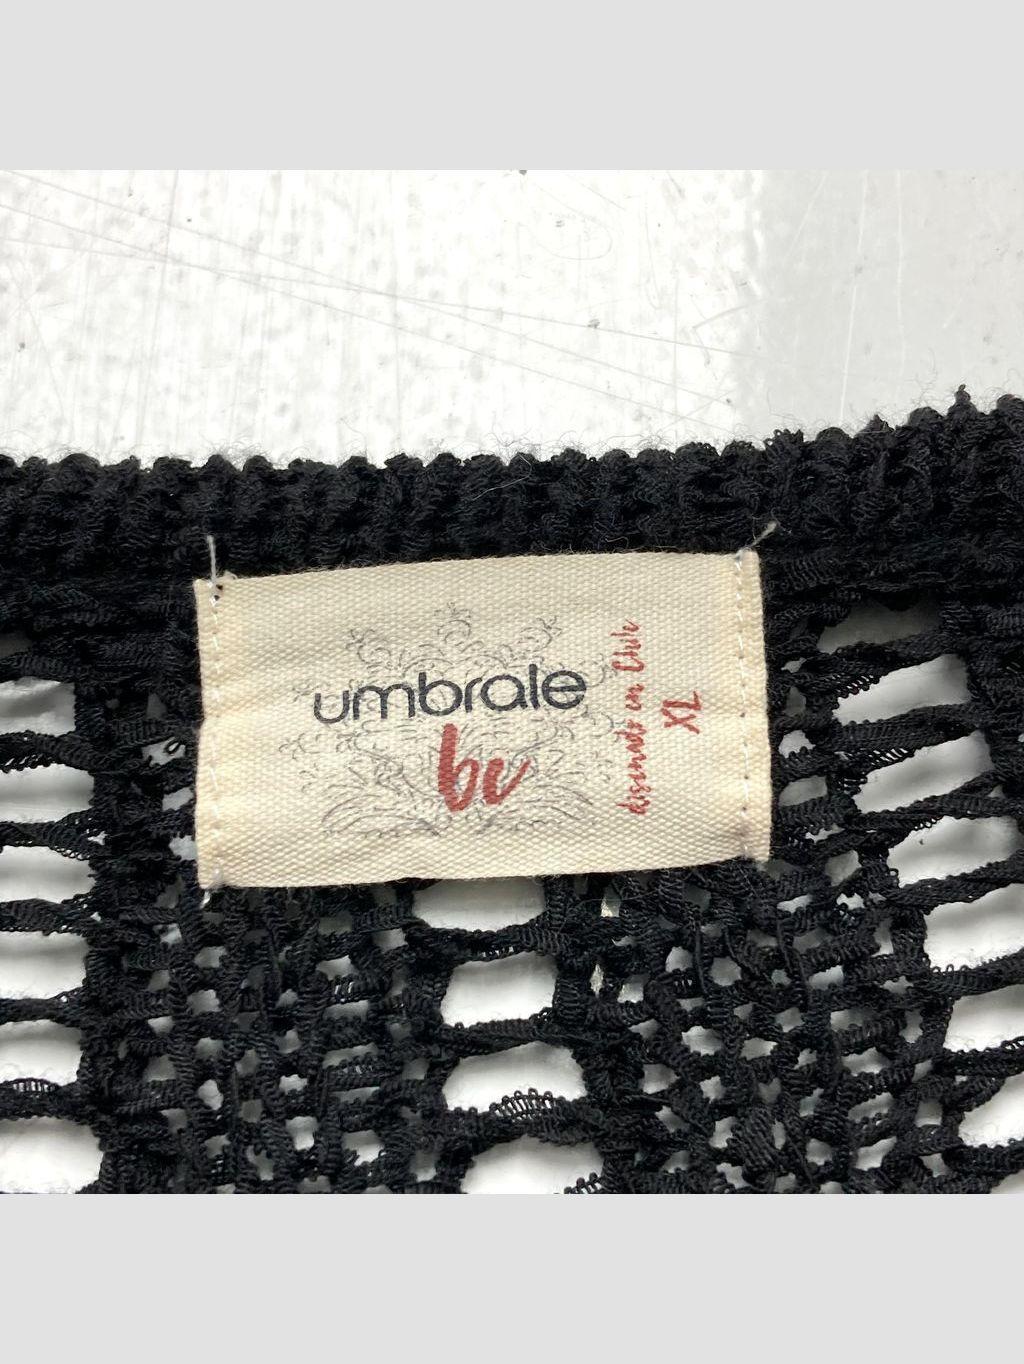 umbrale
be
diseñado en Chile
XL